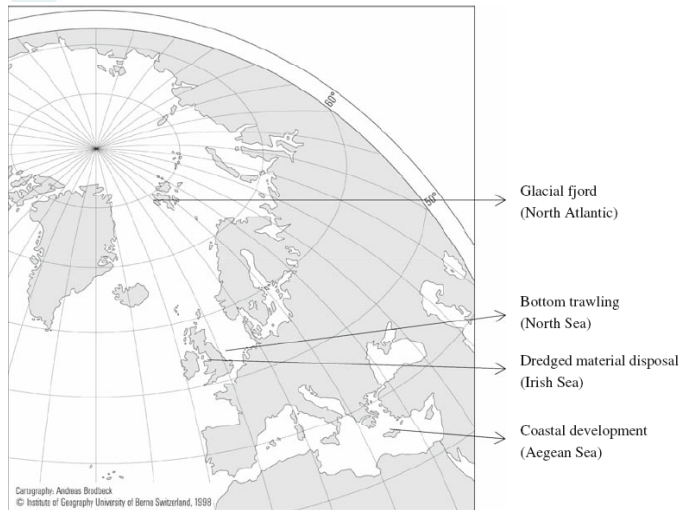 60°
50°
Glacial fjord
(North Atlantic)
Bottom trawling
(North Sea)
Dredged material disposal
(Irish Sea)
Coastal development
(Aegean Sea)
Cartography: Andreas Brodbeck
© Institute of Geography University of Berne Switzerland, 1998